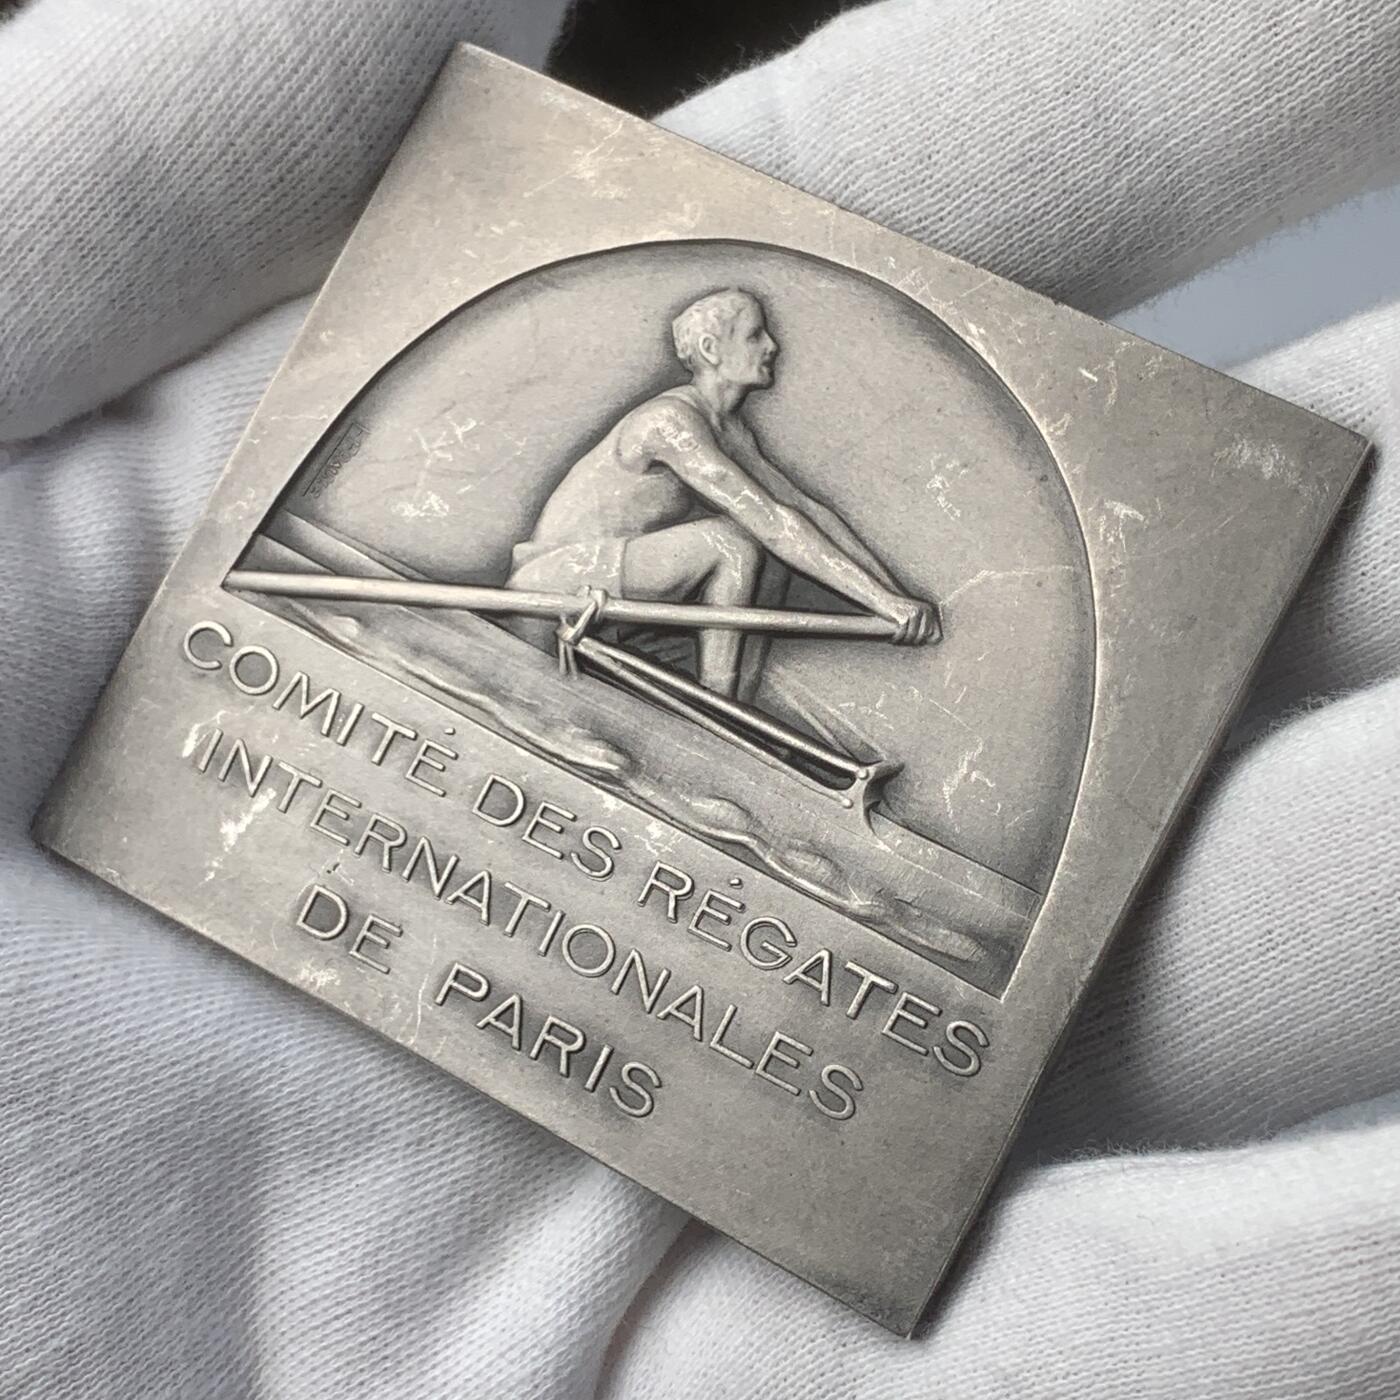 COMITÉ DES RÉGATES
INTERNATIONALES
DE PARIS